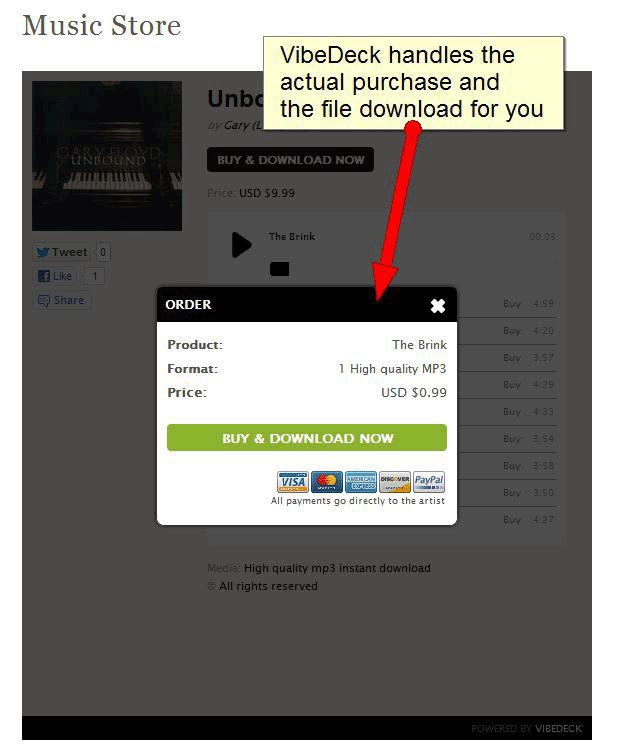 Music Store
VibeDeck handles the
actual purchase and
the file download for you
GARY FLOYD
UNBOUND
by Gary
BUY & DOWNLOAD NOW
Price: USD $9.99
The Brink 00:03
Tweet 0
Like 1
Share
ORDER
Product: The Brink
Format: 1 High quality MP3
Price: USD $0.99
BUY & DOWNLOAD NOW
VISA MasterCard AMERICAN EXPRESS DISCOVER PayPal
All payments go directly to the artist
Buy 4:59
Buy 4:20
Buy 3:57
Buy 4:29
Buy 4:33
Buy 3:54
Buy 3:58
Buy 3:50
Buy 4:27
Media: High quality mp3 instant download
© All rights reserved
POWERED BY VIBEDECK